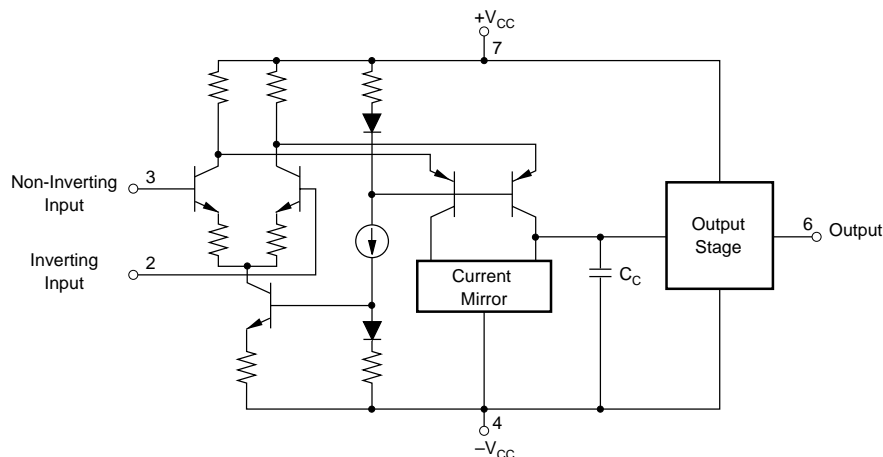 +VCC
7
Non-Inverting
Input
3
Inverting
Input
2
Current
Mirror
CC
Output
Stage
6
Output
4
–VCC